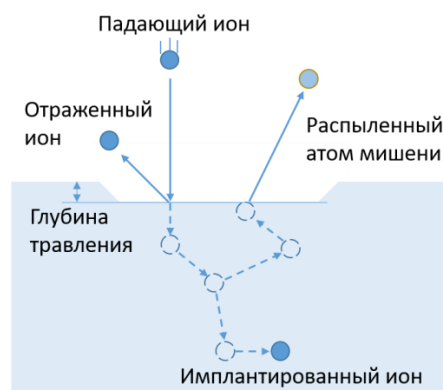 Падающий ион
Отраженный
ион
Распыленный
атом мишени
Глубина
травления
Имплантированный ион